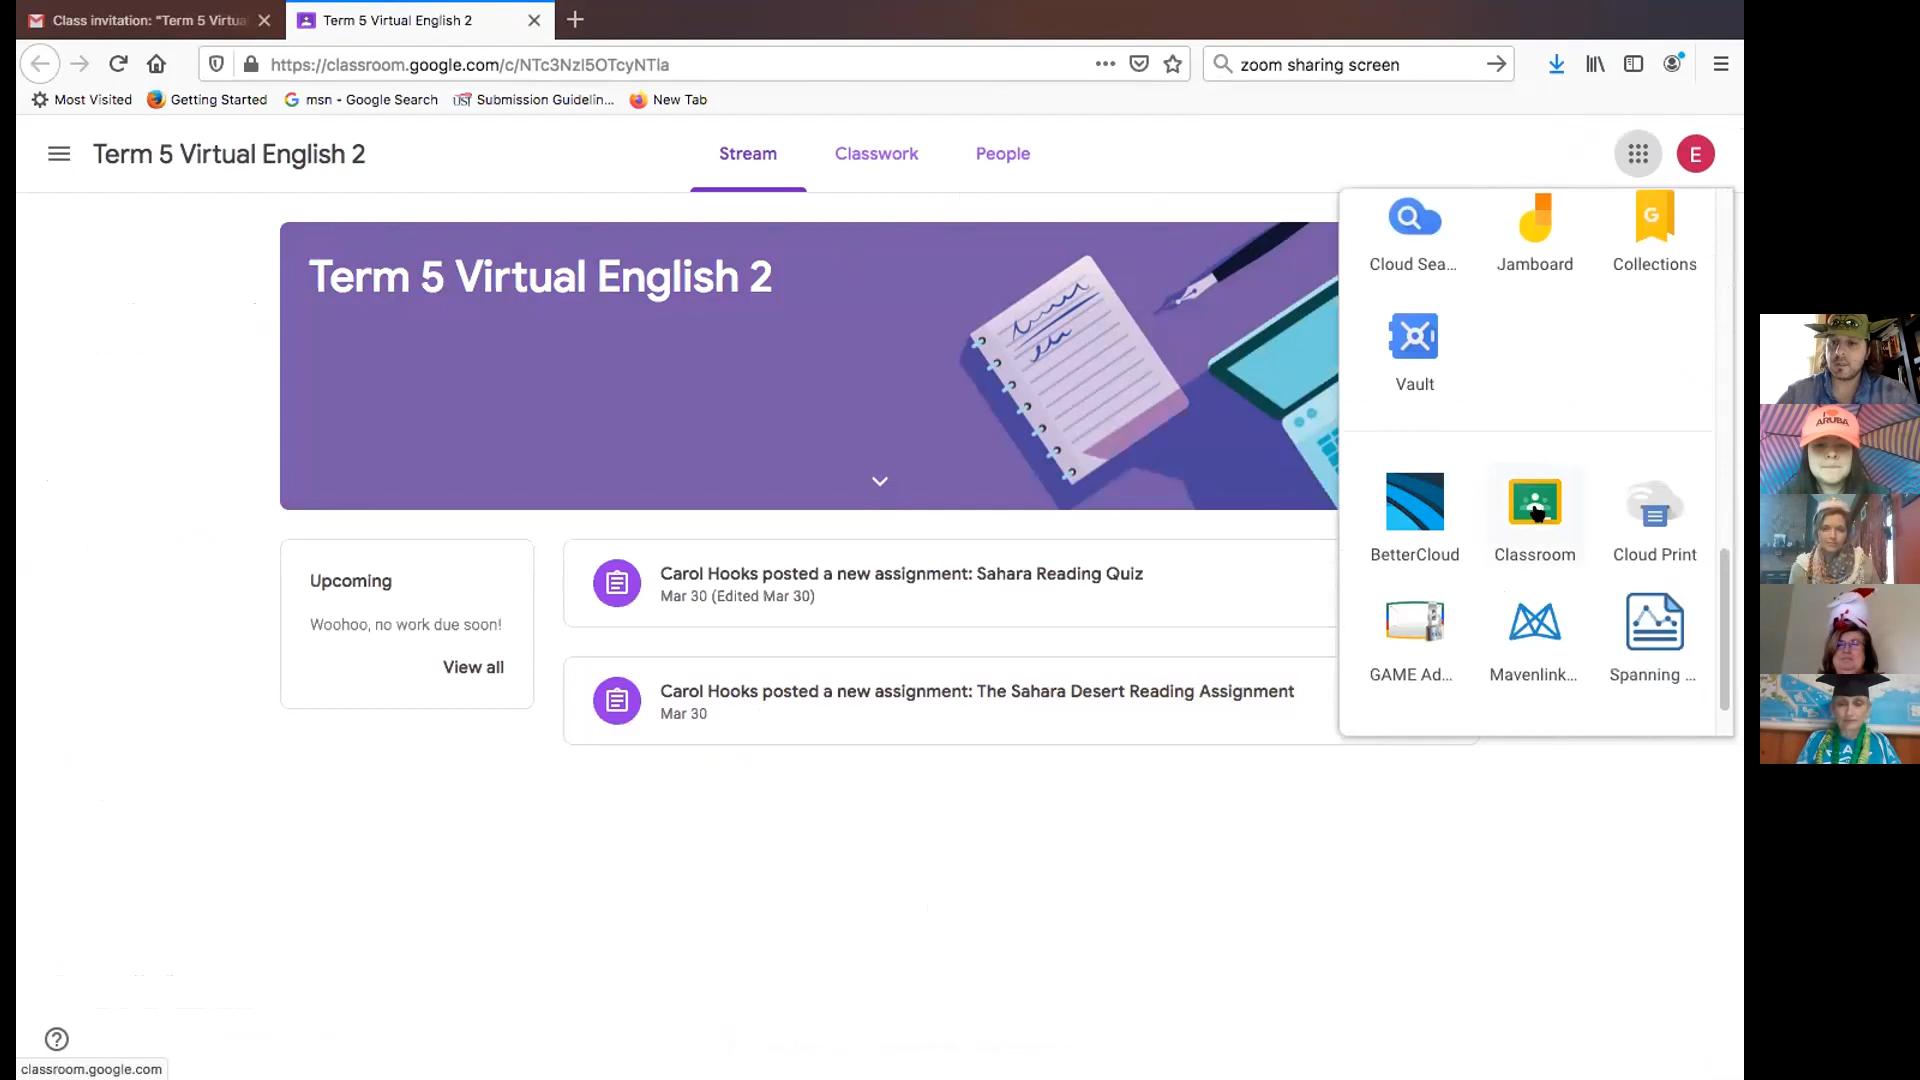 Class invitation: "Term 5 Virtua
Term 5 Virtual English 2
https://classroom.google.com/c/NTc3NzI5OTcyNTla
zoom sharing screen
Most Visited
Getting Started
msn - Google Search
Submission Guidelin...
New Tab
Term 5 Virtual English 2
Stream
Classwork
People
E
Term 5 Virtual English 2
Upcoming
Woohoo, no work due soon!
View all
Carol Hooks posted a new assignment: Sahara Reading Quiz
Mar 30 (Edited Mar 30)
Carol Hooks posted a new assignment: The Sahara Desert Reading Assignment
Mar 30
Cloud Sea...
Jamboard
G
Collections
Vault
BetterCloud
Classroom
Cloud Print
GAME Ad...
Mavenlink...
Spanning ...
I
ARUBA
classroom.google.com